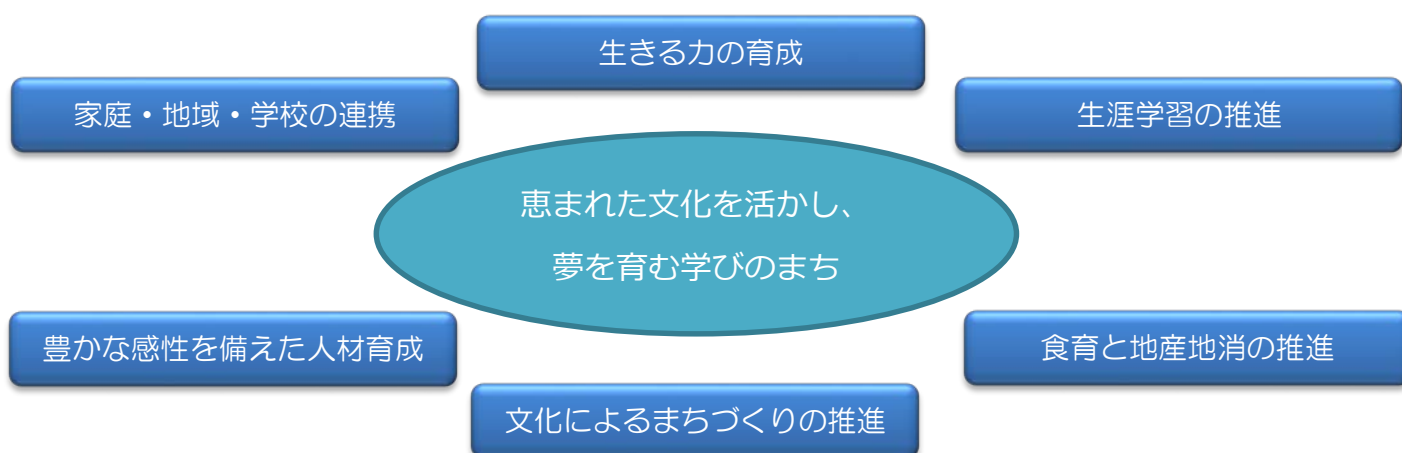 生きる力の育成
家庭・地域・学校の連携
生涯学習の推進
恵まれた文化を活かし、
夢を育む学びのまち
豊かな感性を備えた人材育成
食育と地産地消の推進
文化によるまちづくりの推進